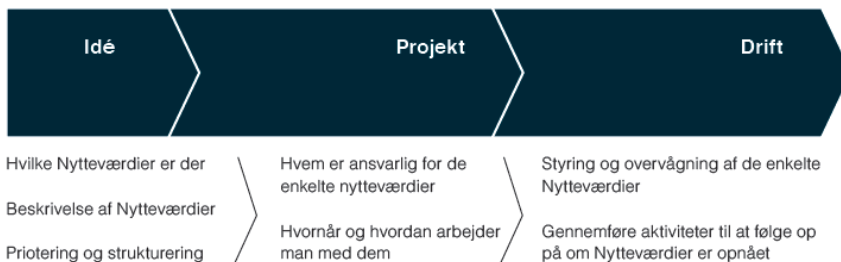 Idé
Projekt
Drift
Hvilke Nytteværdier er der
Beskrivelse af Nytteværdier
Priotering og strukturering
Hvem er ansvarlig for de
enkelte nytteværdier
Hvornår og hvordan arbejder
man med dem
Styring og overvågning af de enkelte
Nytteværdier
Gennemføre aktiviteter til at følge op
på om Nytteværdier er opnået